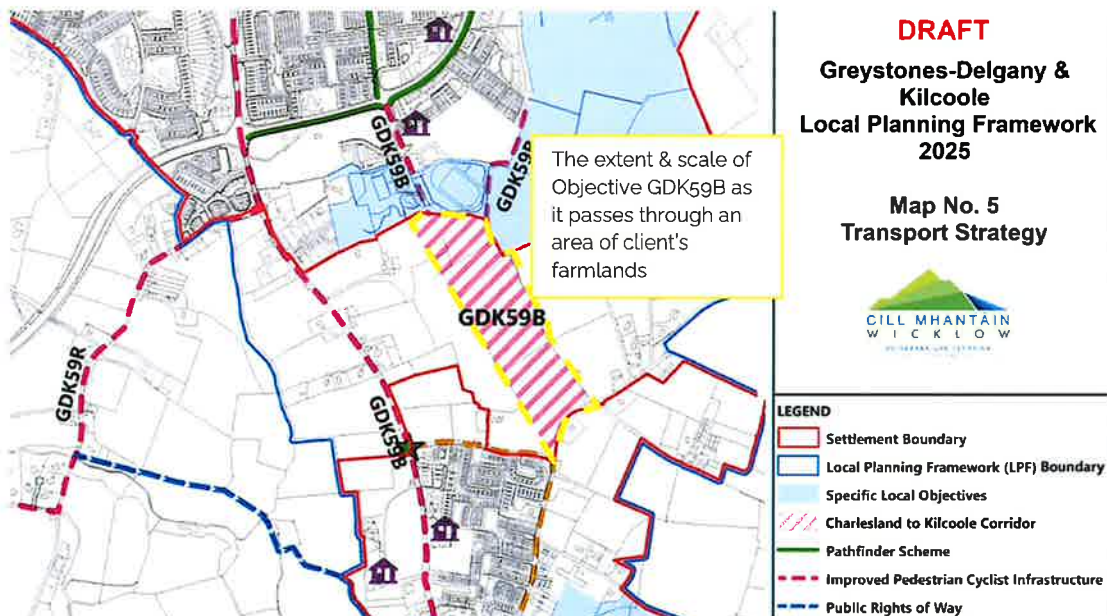 DRAFT
Greystones-Delgany &
Kilcoole
Local Planning Framework
2025
Map No. 5
Transport Strategy
CILL MHANTAIN
WICKLOW
The extent & scale of
Objective GDK59B as
it passes through an
area of client's
farmlands
GDK59B
GDK59B
GDK59B
GDK59R
GDK59B
LEGEND
Settlement Boundary
Local Planning Framework (LPF) Boundary
Specific Local Objectives
Charlesland to Kilcoole Corridor
Pathfinder Scheme
Improved Pedestrian Cyclist Infrastructure
Public Rights of Way